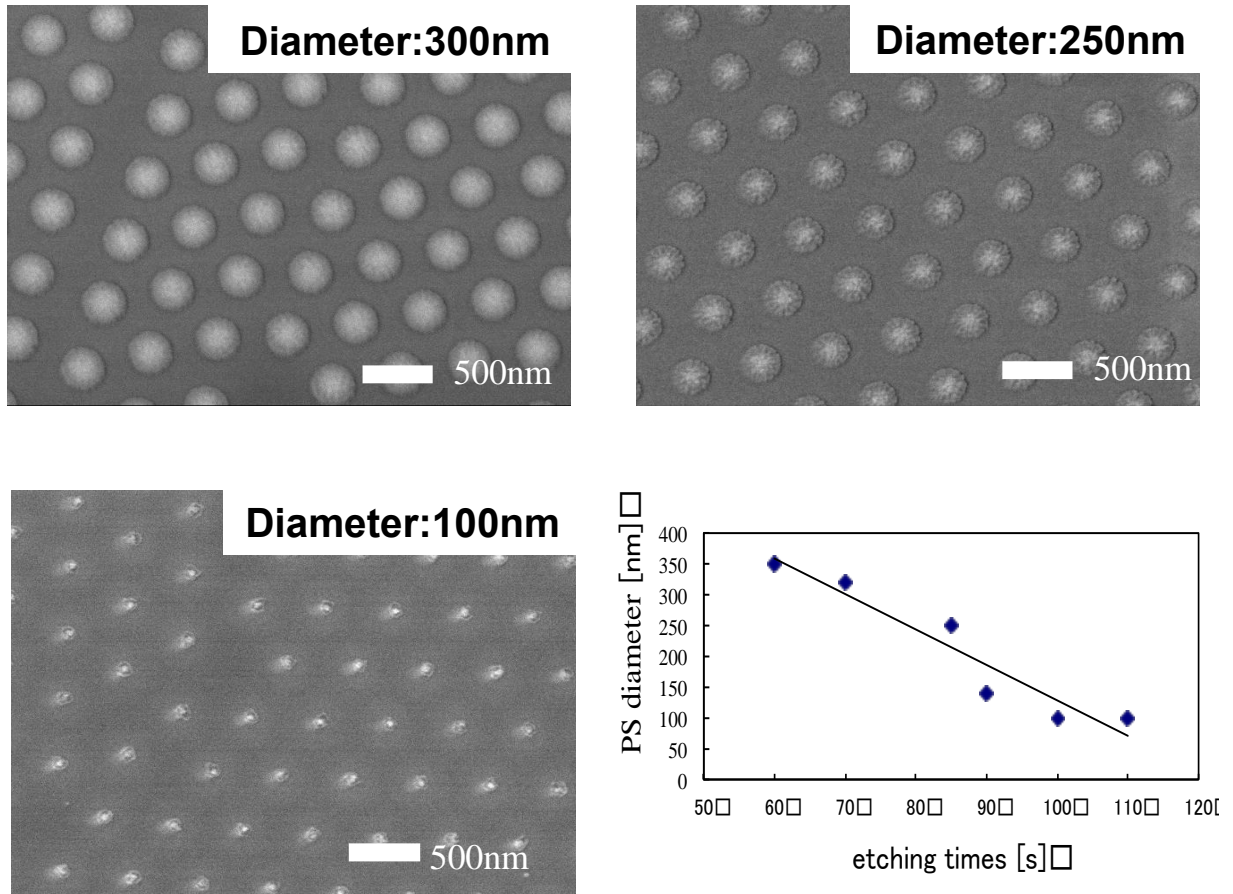 Diameter:300nm
500nm
Diameter:250nm
500nm
Diameter:100nm
500nm
PS diameter [nm]□
400
350
300
250
200
150
100
50
0
50□ 60□ 70□ 80□ 90□ 100□ 110□ 120□
etching times [s]□